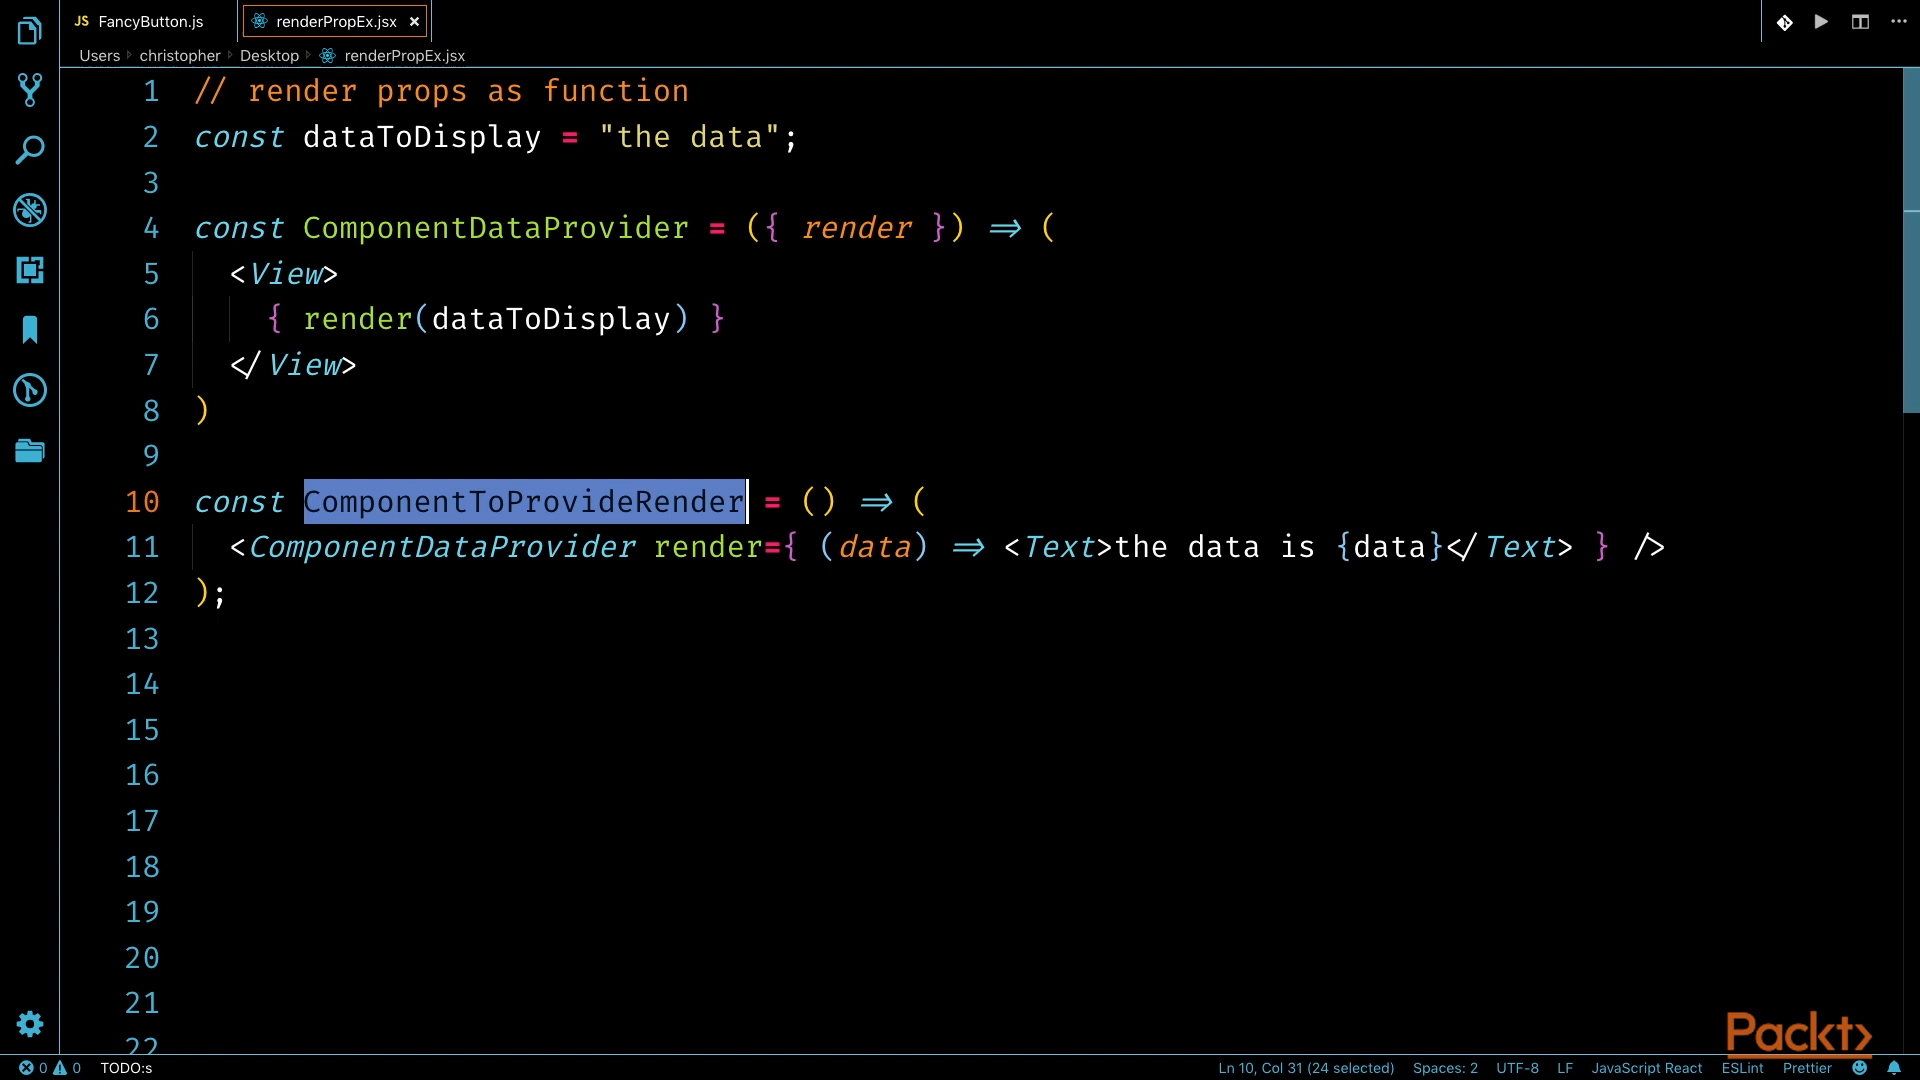 JS FancyButton.js renderPropEx.jsx ×
Users christopher Desktop renderPropEx.jsx
1 // render props as function
2 const dataToDisplay = "the data";
3
4 const ComponentDataProvider = ({ render }) => (
5 <View>
6 { render(dataToDisplay) }
7 </View>
8 )
9
10 const ComponentToProvideRender = () => (
11 <ComponentDataProvider render={ (data) => <Text>the data is {data}</Text> } />
12 );
13
14
15
16
17
18
19
20
21
22
Packt>
0 0 TODO:s Ln 10, Col 31 (24 selected) Spaces: 2 UTF-8 LF JavaScript React ESLint Prettier